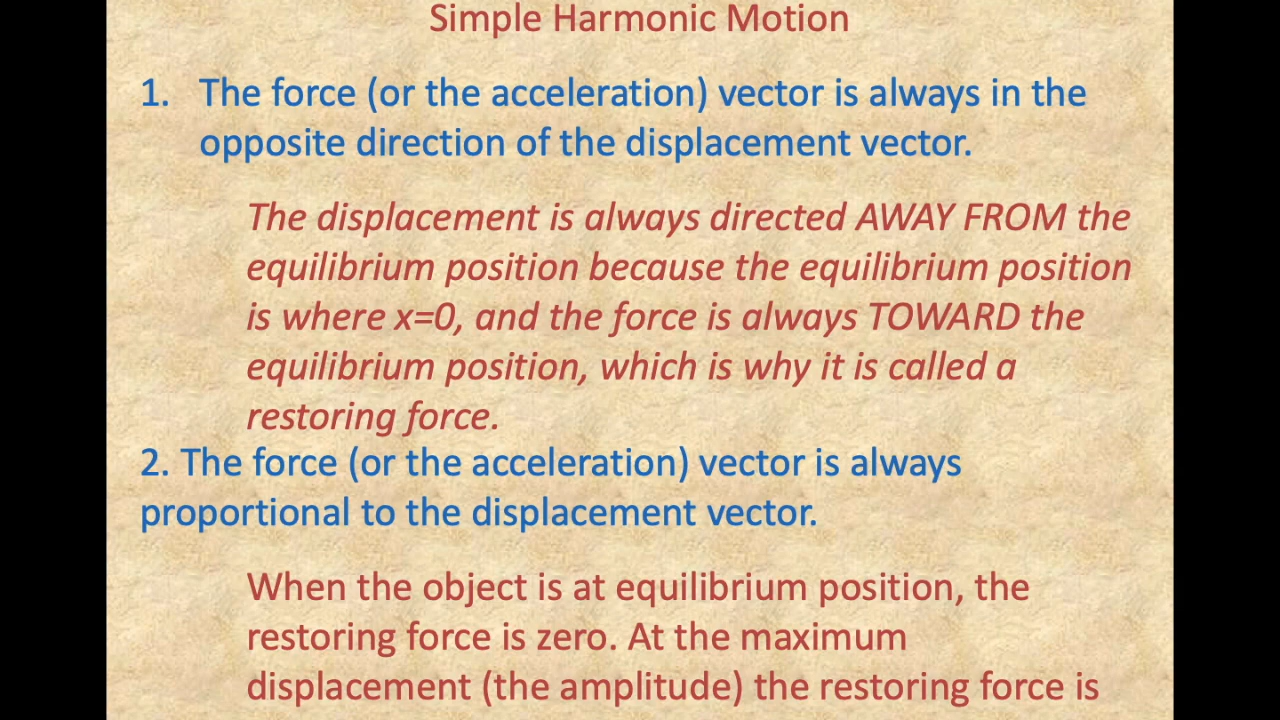 Simple Harmonic Motion
1. The force (or the acceleration) vector is always in the
opposite direction of the displacement vector.
The displacement is always directed AWAY FROM the
equilibrium position because the equilibrium position
is where x=0, and the force is always TOWARD the
equilibrium position, which is why it is called a
restoring force.
2. The force (or the acceleration) vector is always
proportional to the displacement vector.
When the object is at equilibrium position, the
restoring force is zero. At the maximum
displacement (the amplitude) the restoring force is